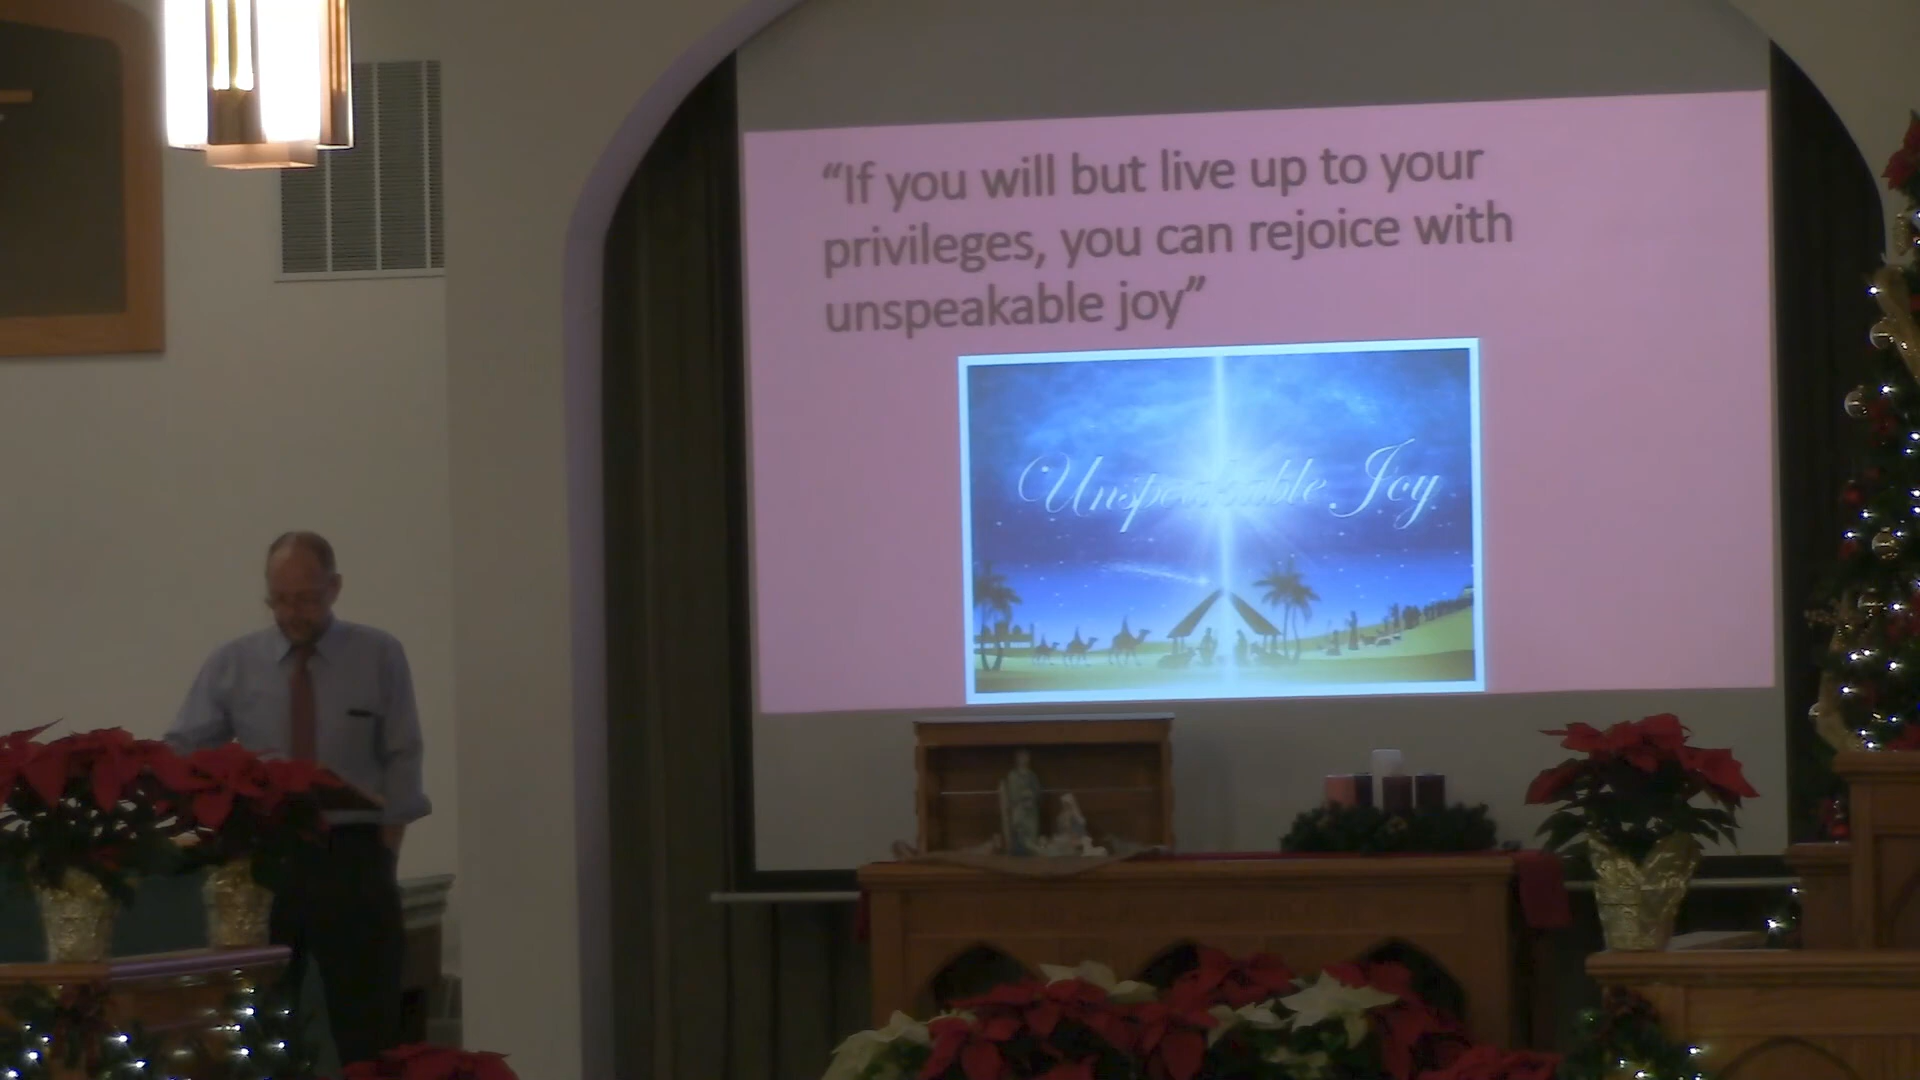 “If you will but live up to your
privileges, you can rejoice with
unspeakable joy”
Unspeakable Joy